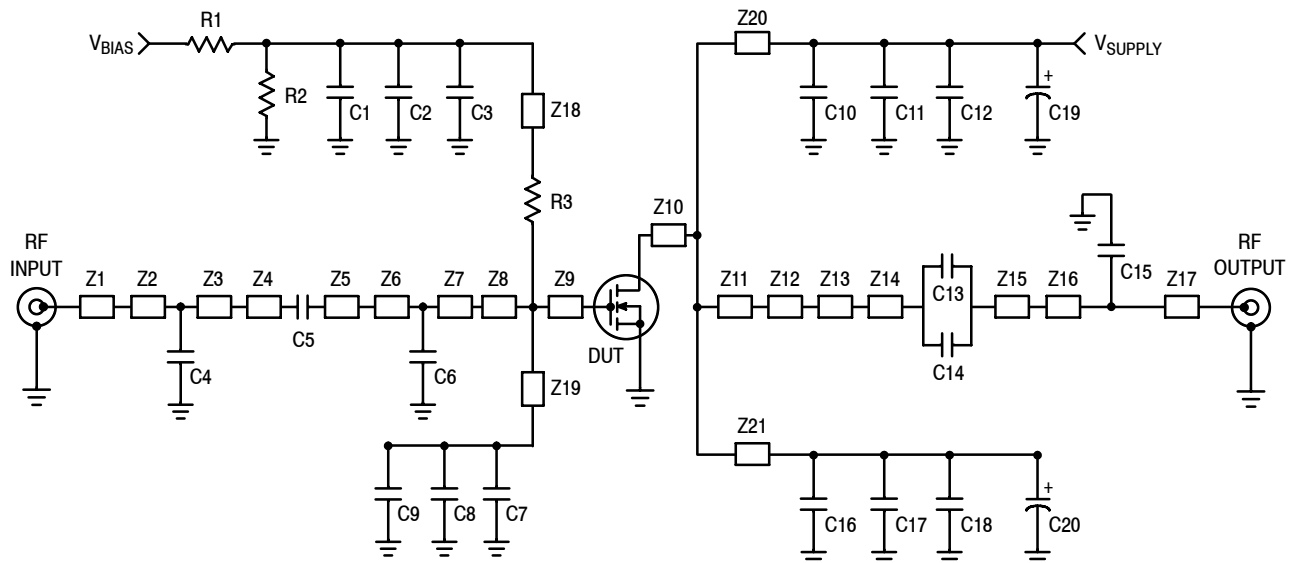 R1
Z20
VBIAS
VSUPPLY
R2
C1
C2
C3
Z18
C10
C11
C12
+
C19
R3
Z10
RF
INPUT
Z1
Z2
Z3
Z4
Z5
Z6
Z7
Z8
Z9
Z11
Z12
Z13
Z14
C13
Z15
Z16
C15
Z17
RF
OUTPUT
C5
DUT
C4
C6
C14
Z19
Z21
C9
C8
C7
C16
C17
C18
+
C20